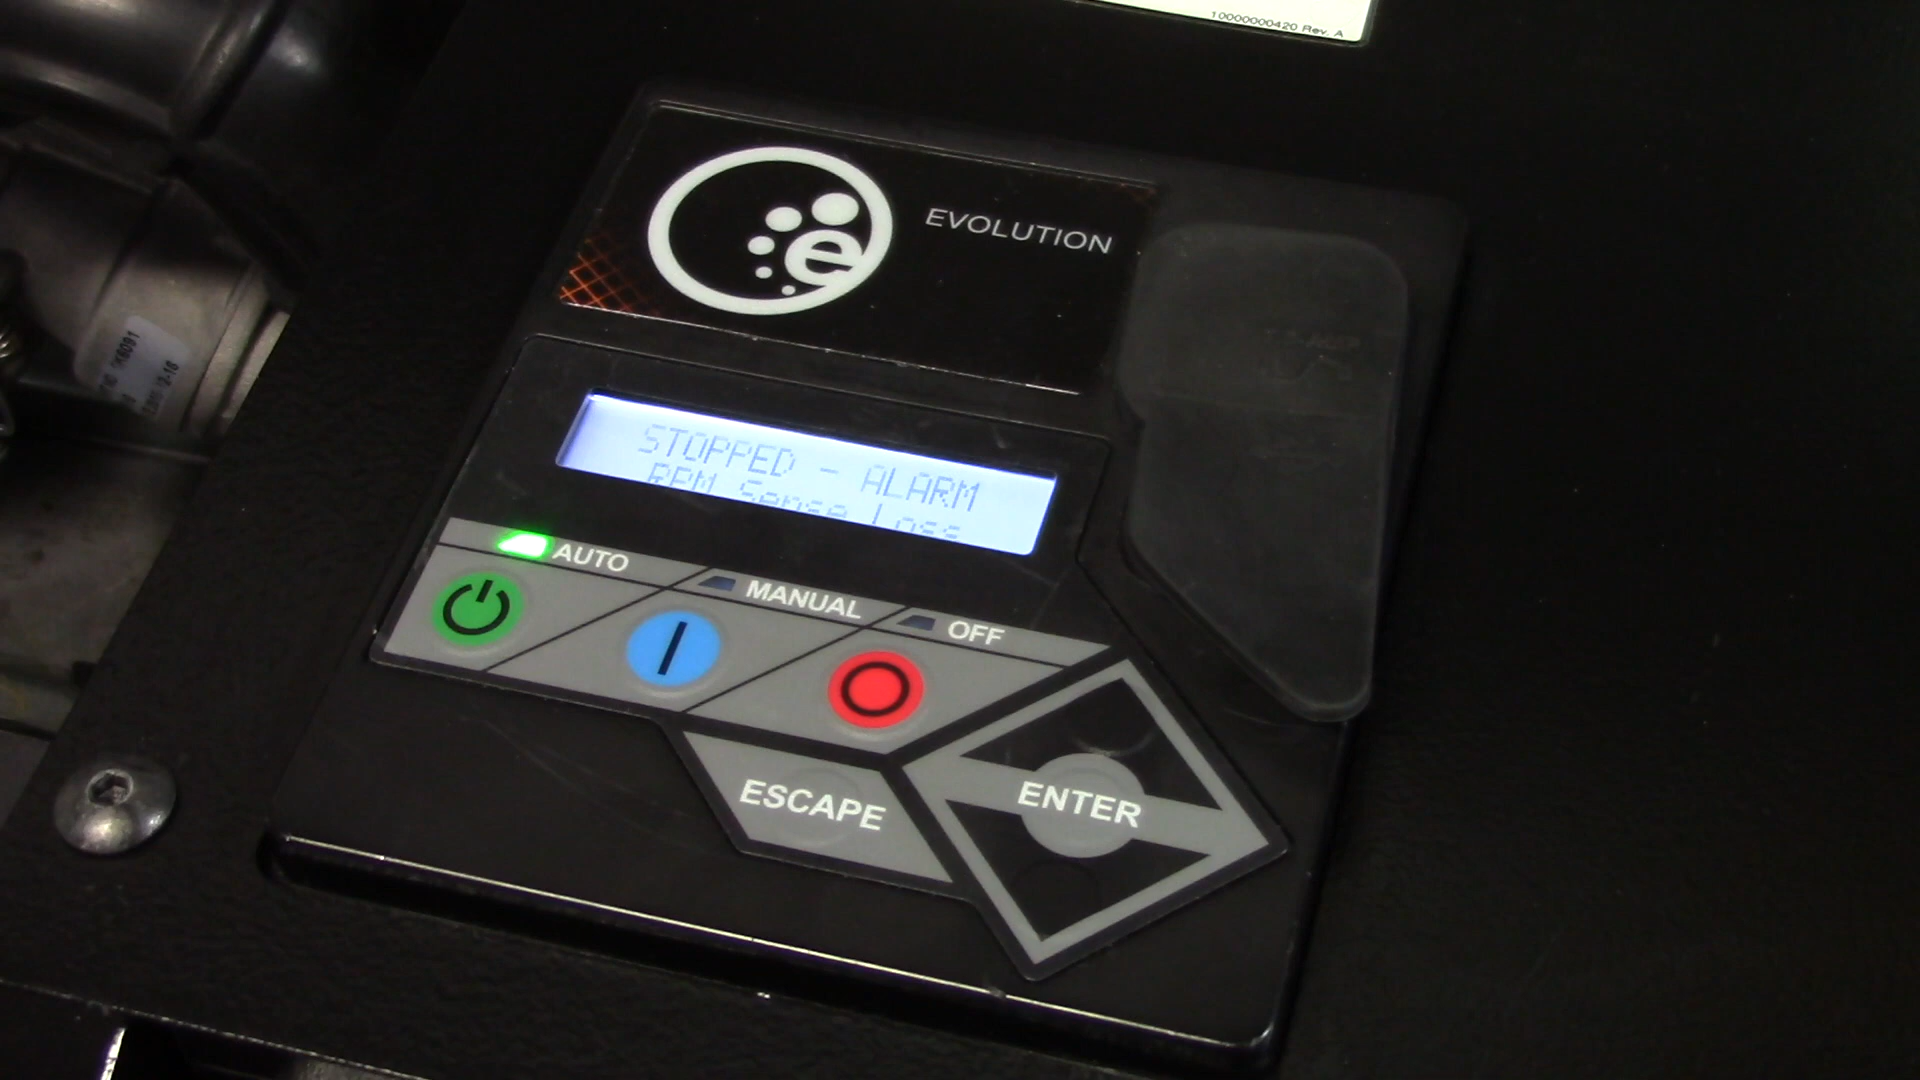 10000000420 Rev. A
e
EVOLUTION
STOPPED - ALARM
RPM Sense Loss
AUTO
MANUAL
OFF
ESCAPE
ENTER